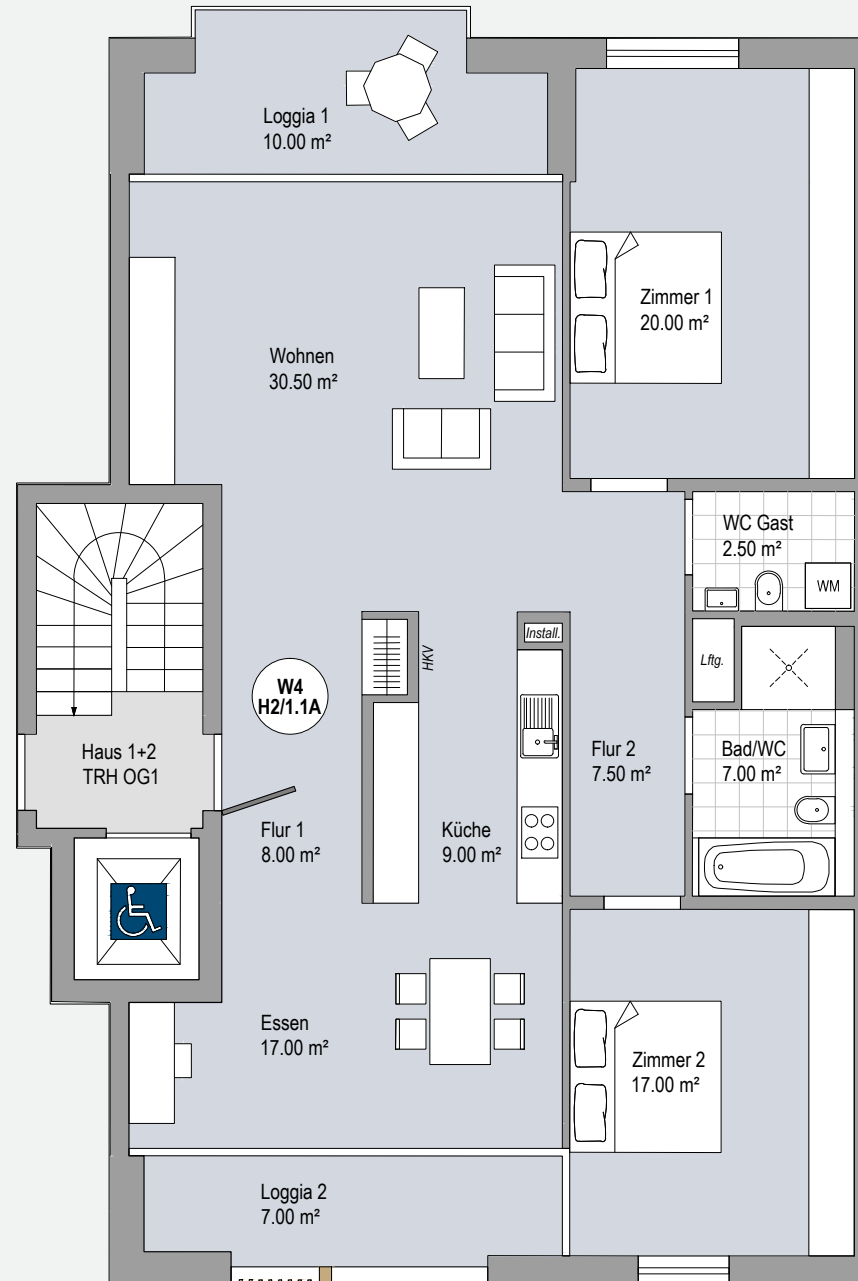 Loggia 1
10.00 m²
Zimmer 1
20.00 m²
Wohnen
30.50 m²
WC Gast
2.50 m²
WM
Install.
HKV
Lftg.
W4
H2/1.1A
Haus 1+2
TRH OG1
Flur 2
7.50 m²
Bad/WC
7.00 m²
Flur 1
8.00 m²
Küche
9.00 m²
Essen
17.00 m²
Zimmer 2
17.00 m²
Loggia 2
7.00 m²